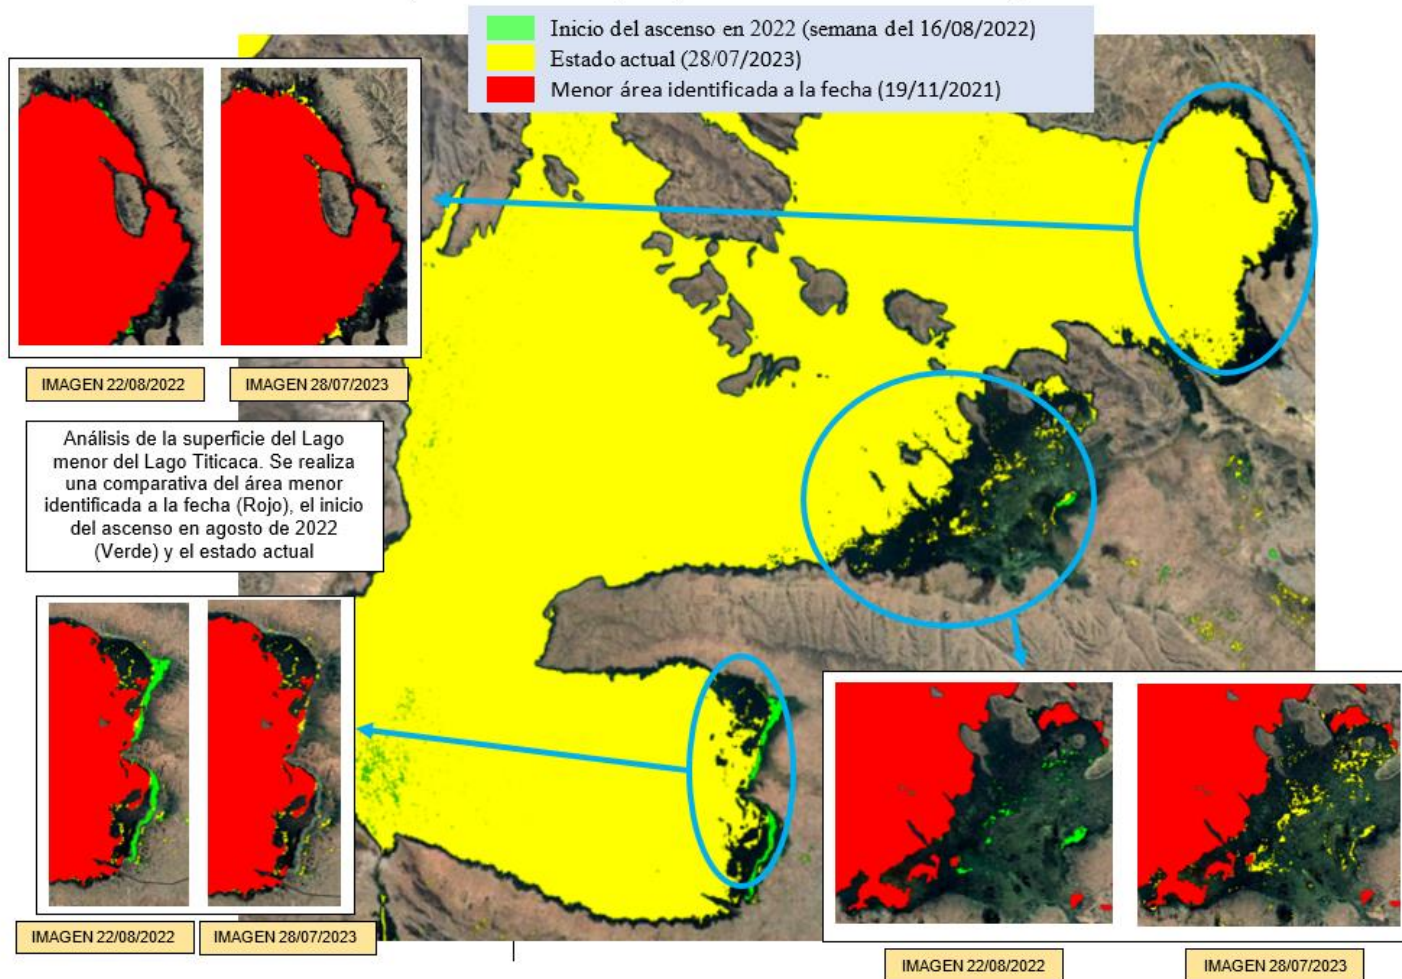 Inicio del ascenso en 2022 (semana del 16/08/2022)
Estado actual (28/07/2023)
Menor área identificada a la fecha (19/11/2021)
IMAGEN 22/08/2022
IMAGEN 28/07/2023
Análisis de la superficie del Lago
menor del Lago Titicaca. Se realiza
una comparativa del área menor
identificada a la fecha (Rojo), el inicio
del ascenso en agosto de 2022
(Verde) y el estado actual
IMAGEN 22/08/2022
IMAGEN 28/07/2023
IMAGEN 22/08/2022
IMAGEN 28/07/2023